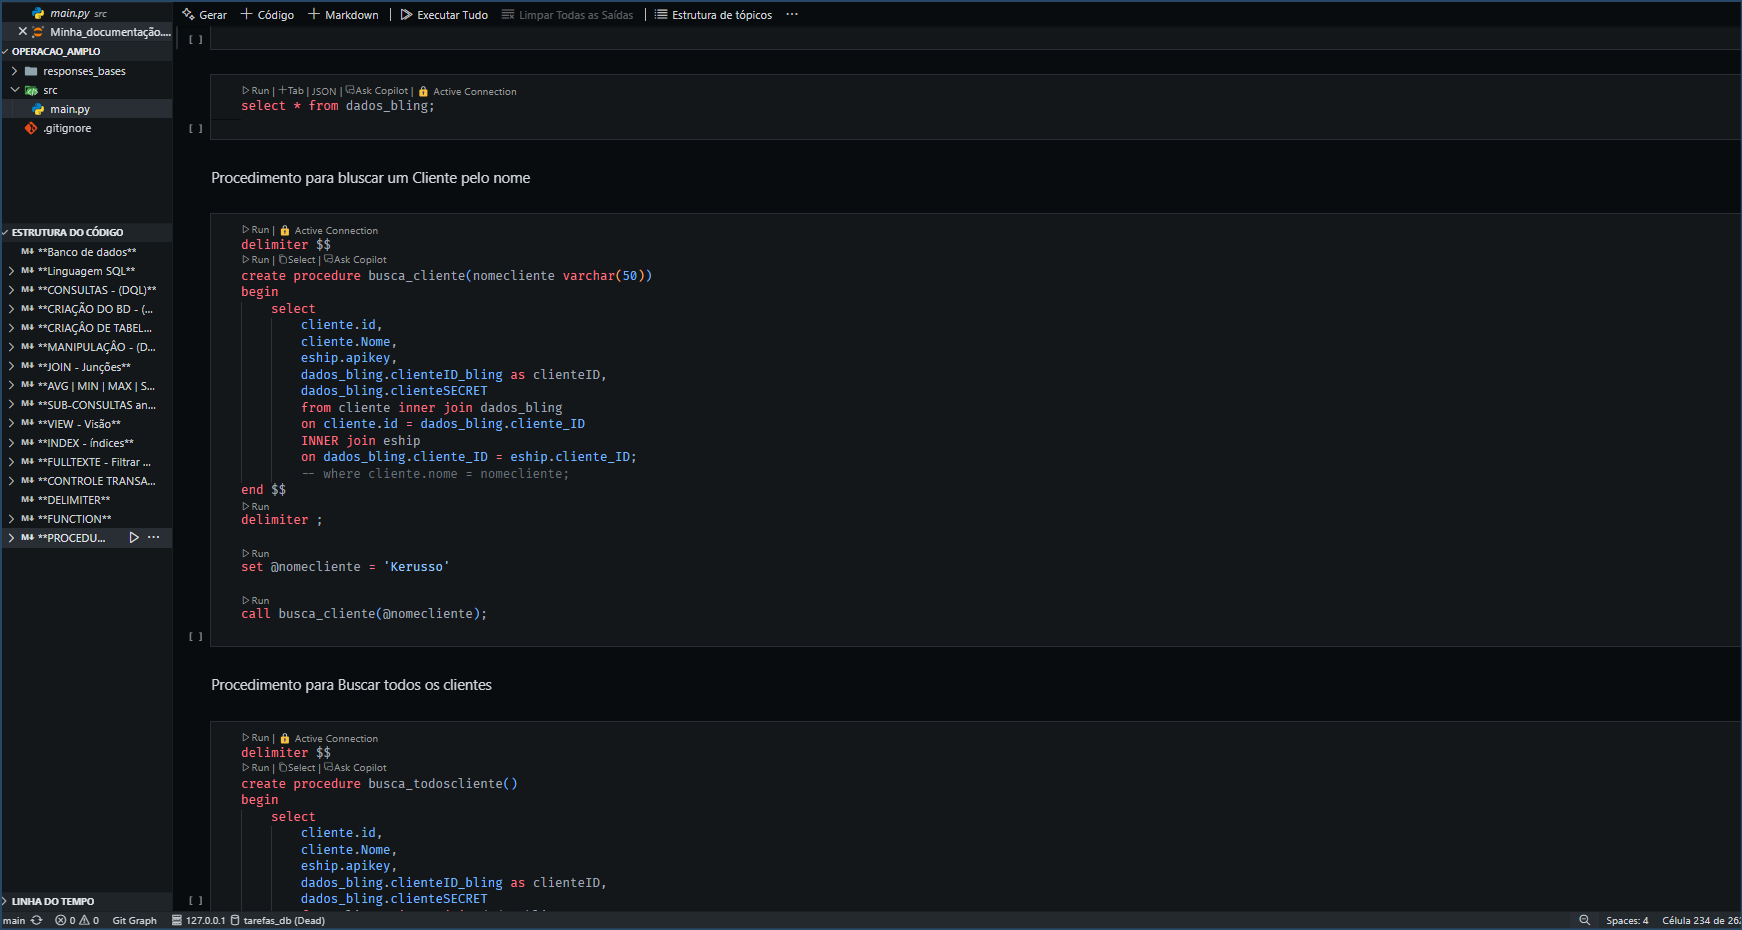 main.py src
Minha_documentação....
OPERACAO_AMPLO
responses_bases
src
main.py
.gitignore
ESTRUTURA DO CÓDIGO
**Banco de dados**
**Linguagem SQL**
**CONSULTAS - (DQL)**
**CRIAÇÃO DO BD - (...
**CRIAÇÂO DE TABEL...
**MANIPULAÇÂO - (D...
**JOIN - Junções**
**AVG | MIN | MAX | S...
**SUB-CONSULTAS an...
**VIEW - Visão**
**INDEX - índices**
**FULLTEXTE - Filtrar ...
**CONTROLE TRANSA...
**DELIMITER**
**FUNCTION**
**PROCEDU... ...
LINHA DO TEMPO
Gerar + Código + Markdown | Executar Tudo Limpar Todas as Saídas | Estrutura de tópicos ...
[ ]
Run | +Tab | JSON | Ask Copilot | Active Connection
select * from dados_bling;
[ ]
Procedimento para bluscar um Cliente pelo nome
Run | Active Connection
delimiter $$
Run | Select | Ask Copilot
create procedure busca_cliente(nomecliente varchar(50))
begin
select
cliente.id,
cliente.Nome,
eship.apikey,
dados_bling.clienteID_bling as clienteID,
dados_bling.clienteSECRET
from cliente inner join dados_bling
on cliente.id = dados_bling.cliente_ID
INNER join eship
on dados_bling.cliente_ID = eship.cliente_ID;
-- where cliente.nome = nomecliente;
end $$
Run
delimiter ;
Run
set @nomecliente = 'Kerusso'
Run
call busca_cliente(@nomecliente);
[ ]
Procedimento para Buscar todos os clientes
Run | Active Connection
delimiter $$
Run | Select | Ask Copilot
create procedure busca_todoscliente()
begin
select
cliente.id,
cliente.Nome,
eship.apikey,
dados_bling.clienteID_bling as clienteID,
dados_bling.clienteSECRET
[ ]
main 0 0 Git Graph 127.0.0.1 tarefas_db (Dead) Spaces: 4 Célula 234 de 262